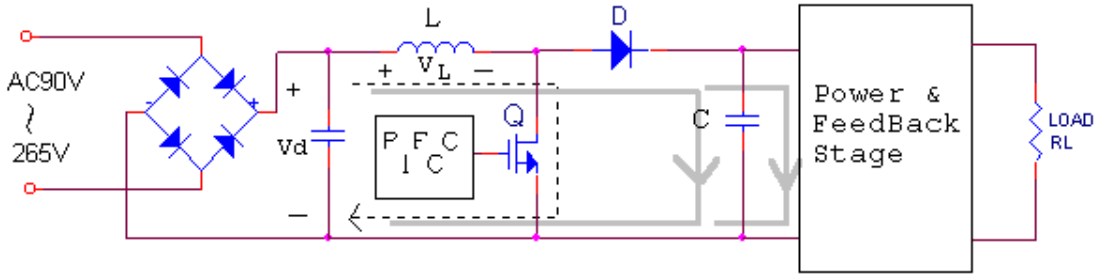 AC90V
~
265V
-
+
+
Vd
-
L
+ VL -
P F C
I C
Q
D
C
Power &
FeedBack
Stage
LOAD
RL